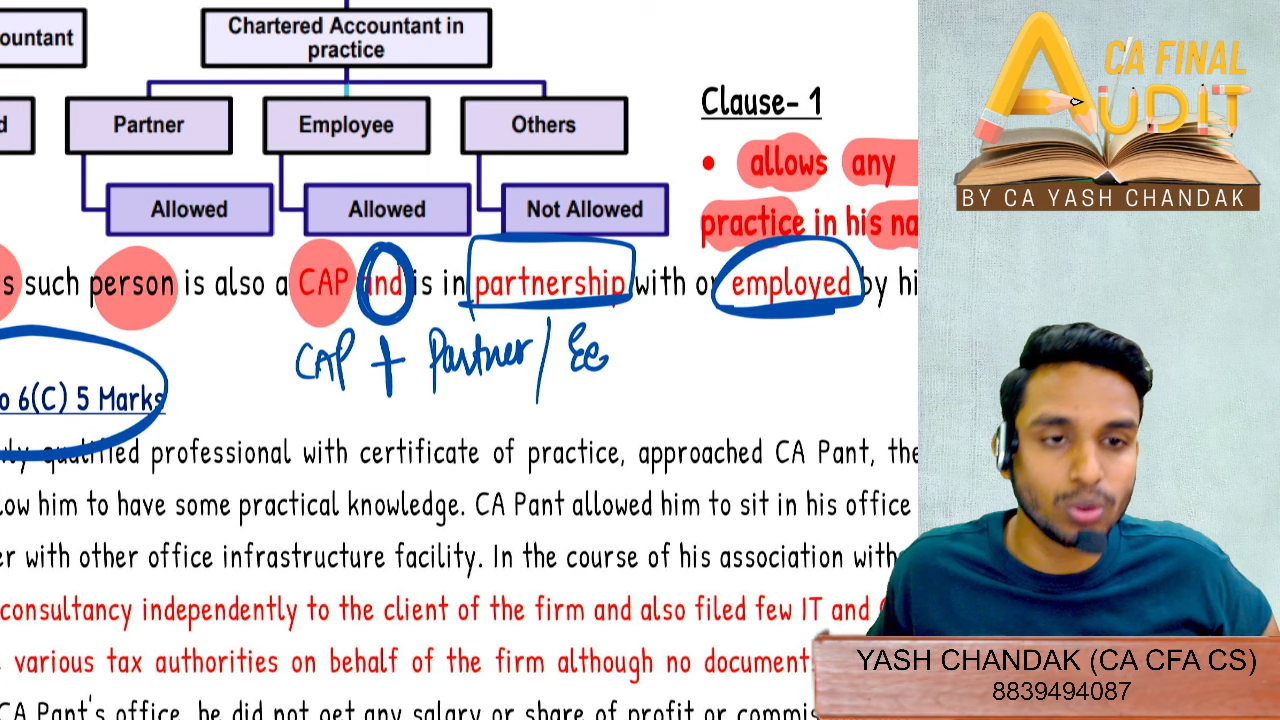 ountant
Chartered Accountant in
practice
d
Partner
Employee
Others
Allowed
Allowed
Not Allowed
Clause- 1
• allows any
practice in his na
s such person is also a CAP and is in partnership with or employed by hi
CAP + Partner/ EE
o 6(C) 5 Marks
wly qualified professional with certificate of practice, approached CA Pant, the
low him to have some practical knowledge. CA Pant allowed him to sit in his office
er with other office infrastructure facility. In the course of his association with
consultancy independently to the client of the firm and also filed few IT and
various tax authorities on behalf of the firm although no document
CA Pant's office, he did not get any salary or share of profit or commis
CA FINAL
AUDIT
BY CA YASH CHANDAK
YASH CHANDAK (CA CFA CS)
8839494087